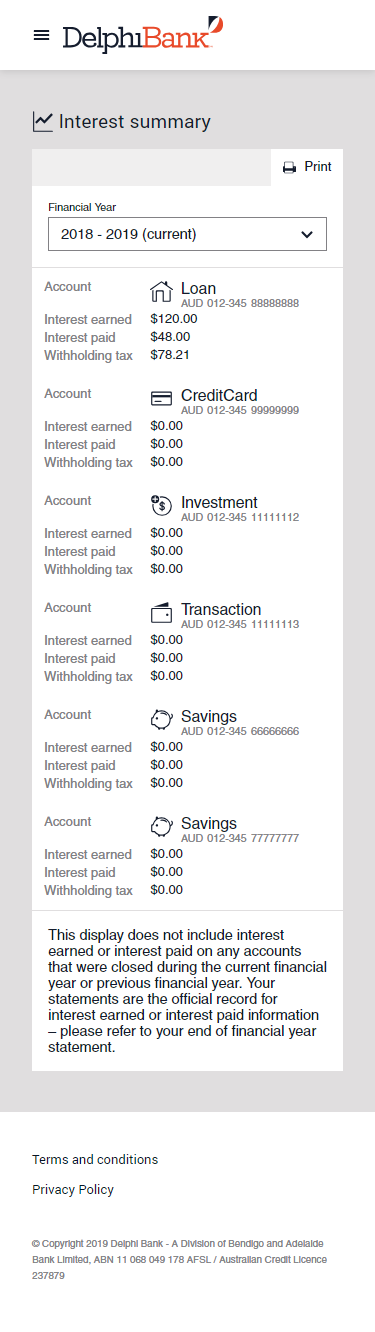 DelphiBank
Interest summary
Print
Financial Year
2018 - 2019 (current)
Account Loan
AUD 012-345 88888888
Interest earned $120.00
Interest paid $48.00
Withholding tax $78.21
Account CreditCard
AUD 012-345 99999999
Interest earned $0.00
Interest paid $0.00
Withholding tax $0.00
Account Investment
AUD 012-345 11111112
Interest earned $0.00
Interest paid $0.00
Withholding tax $0.00
Account Transaction
AUD 012-345 11111113
Interest earned $0.00
Interest paid $0.00
Withholding tax $0.00
Account Savings
AUD 012-345 66666666
Interest earned $0.00
Interest paid $0.00
Withholding tax $0.00
Account Savings
AUD 012-345 77777777
Interest earned $0.00
Interest paid $0.00
Withholding tax $0.00
This display does not include interest
earned or interest paid on any accounts
that were closed during the current financial
year or previous financial year. Your
statements are the official record for
interest earned or interest paid information
– please refer to your end of financial year
statement.
Terms and conditions
Privacy Policy
© Copyright 2019 Delphi Bank - A Division of Bendigo and Adelaide
Bank Limited, ABN 11 068 049 178 AFSL / Australian Credit Licence
237879